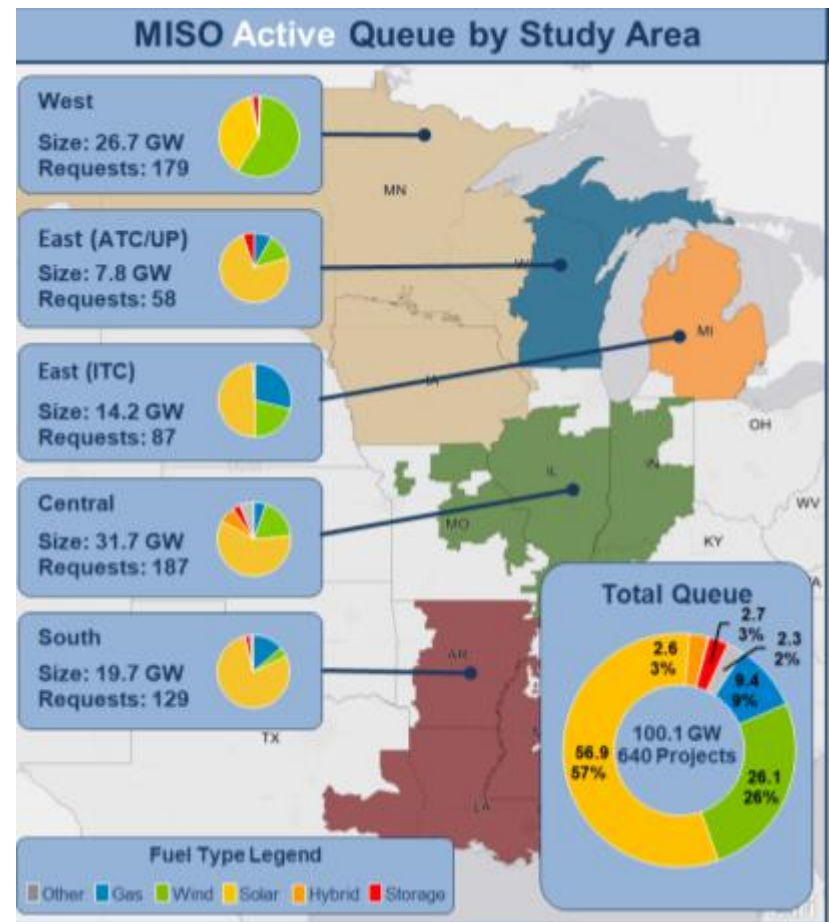 MISO Active Queue by Study Area
West
Size: 26.7 GW
Requests: 179
MN
East (ATC/UP)
Size: 7.8 GW
Requests: 58
East (ITC)
Size: 14.2 GW
Requests: 87
MI
IA
OH
Central
Size: 31.7 GW
Requests: 187
IL
IN
MO
WV
KY
South
Size: 19.7 GW
Requests: 129
AR
TX
LA
Total Queue
2.7
3%
2.3
2%
2.6
3%
9.4
9%
100.1 GW
640 Projects
56.9
57%
26.1
26%
Fuel Type Legend
Other Gas Wind Solar Hybrid Storage